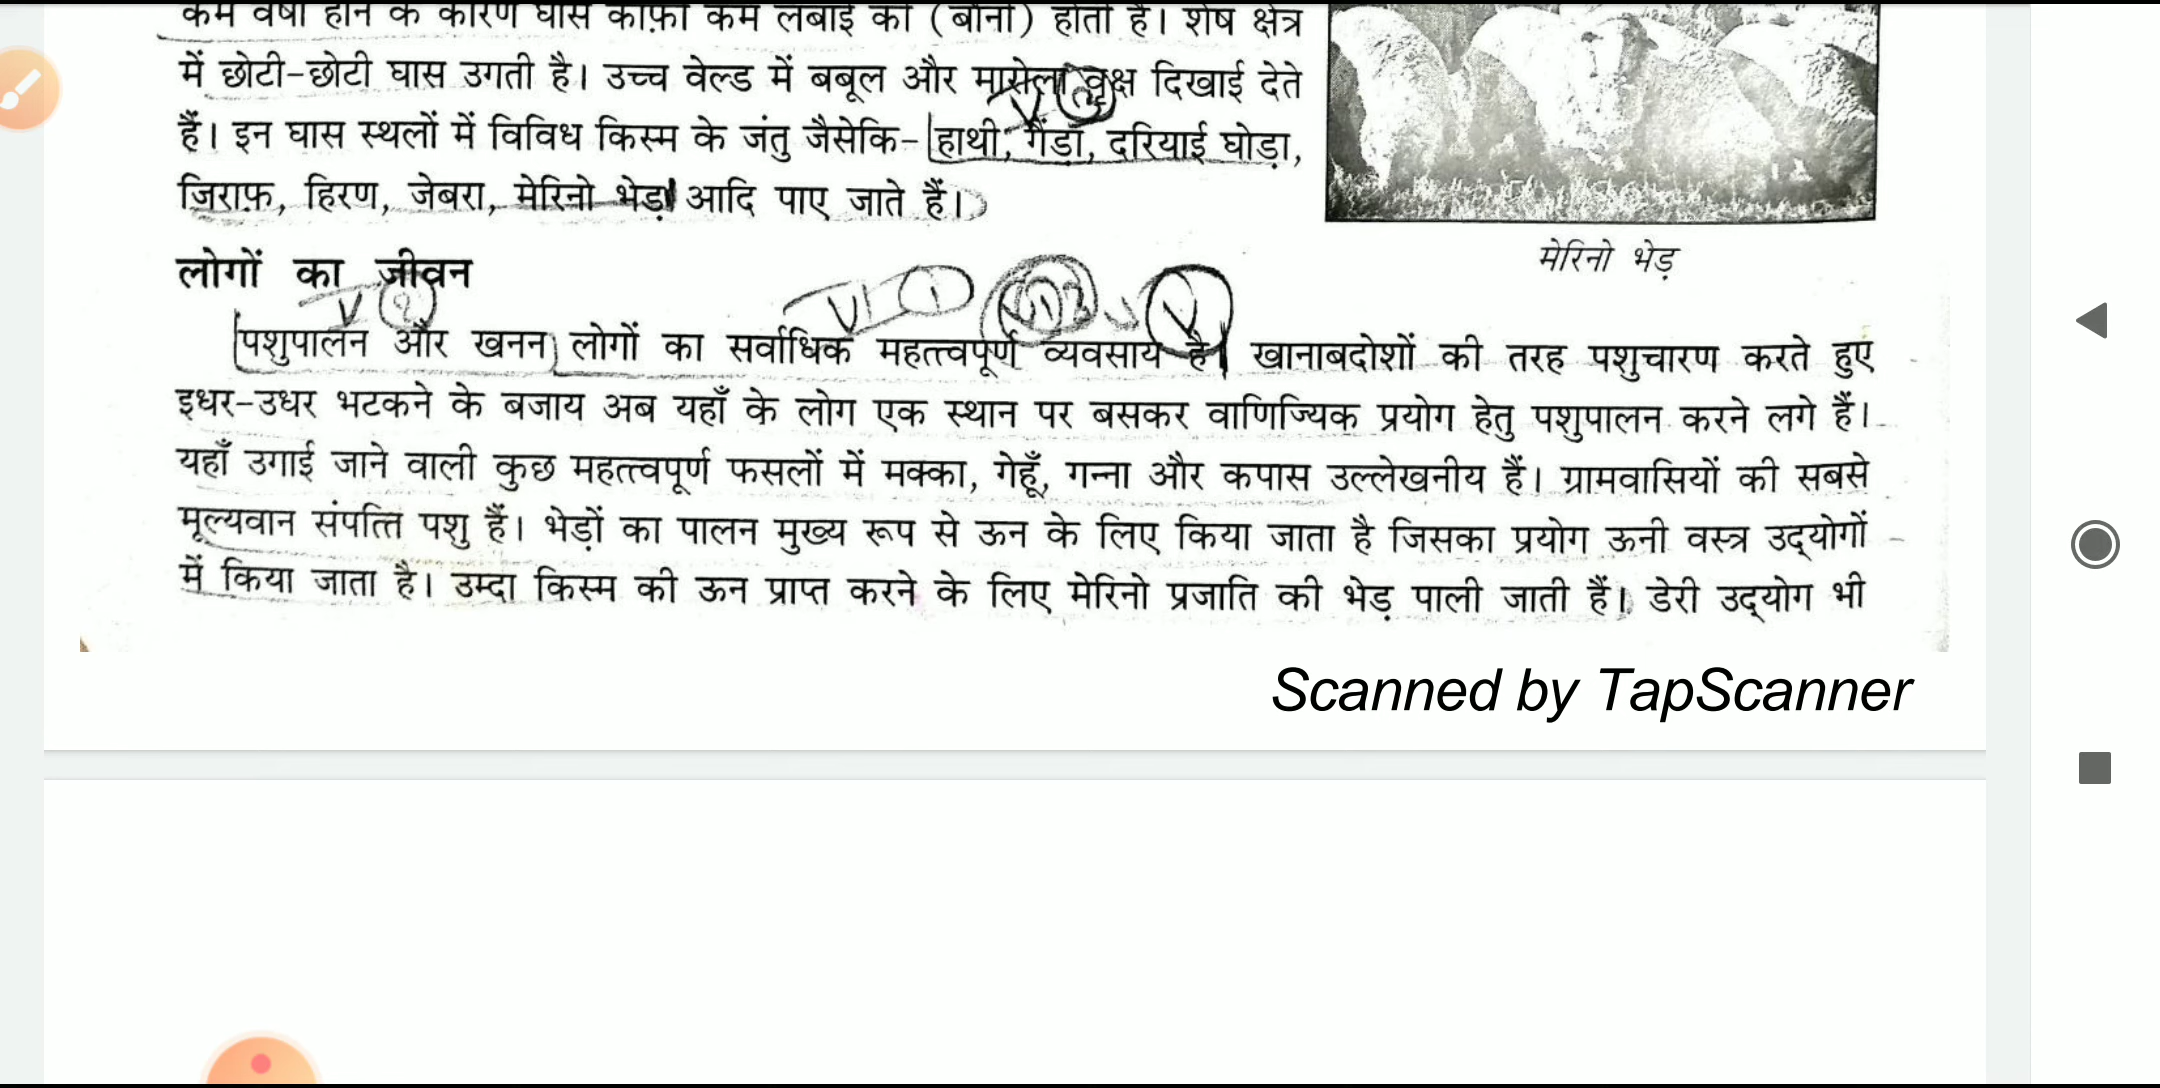 कम वर्षा होने के कारण घास काफ़ी कम लंबाई की (बौनी) होती है। शेष क्षेत्र
में छोटी-छोटी घास उगती है। उच्च वेल्ड में बबूल और मारोला वृक्ष दिखाई देते
हैं। इन घास स्थलों में विविध किस्म के जंतु जैसेकि- हाथी, गैंडा, दरियाई घोड़ा,
जिराफ़, हिरण, जेबरा, मेरिनो भेड़ आदि पाए जाते हैं।
मेरिनो भेड़
लोगों का जीवन
पशुपालन और खनन लोगों का सर्वाधिक महत्त्वपूर्ण व्यवसाय है। खानाबदोशों की तरह पशुचारण करते हुए
इधर-उधर भटकने के बजाय अब यहाँ के लोग एक स्थान पर बसकर वाणिज्यिक प्रयोग हेतु पशुपालन करने लगे हैं।
यहाँ उगाई जाने वाली कुछ महत्त्वपूर्ण फसलों में मक्का, गेहूँ, गन्ना और कपास उल्लेखनीय हैं। ग्रामवासियों की सबसे
मूल्यवान संपत्ति पशु हैं। भेड़ों का पालन मुख्य रूप से ऊन के लिए किया जाता है जिसका प्रयोग ऊनी वस्त्र उद्योगों
में किया जाता है। उम्दा किस्म की ऊन प्राप्त करने के लिए मेरिनो प्रजाति की भेड़ पाली जाती हैं। डेरी उद्योग भी
Scanned by TapScanner